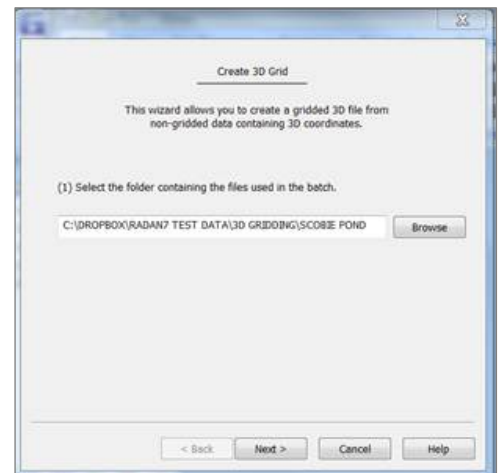 Create 3D Grid
This wizard allows you to create a gridded 3D file from
non-gridded data containing 3D coordinates.
(1) Select the folder containing the files used in the batch.
C:\DROPBOX\RADAN7 TEST DATA\3D GRIDDING\SCOBIE POND
Browse
< Back
Next >
Cancel
Help